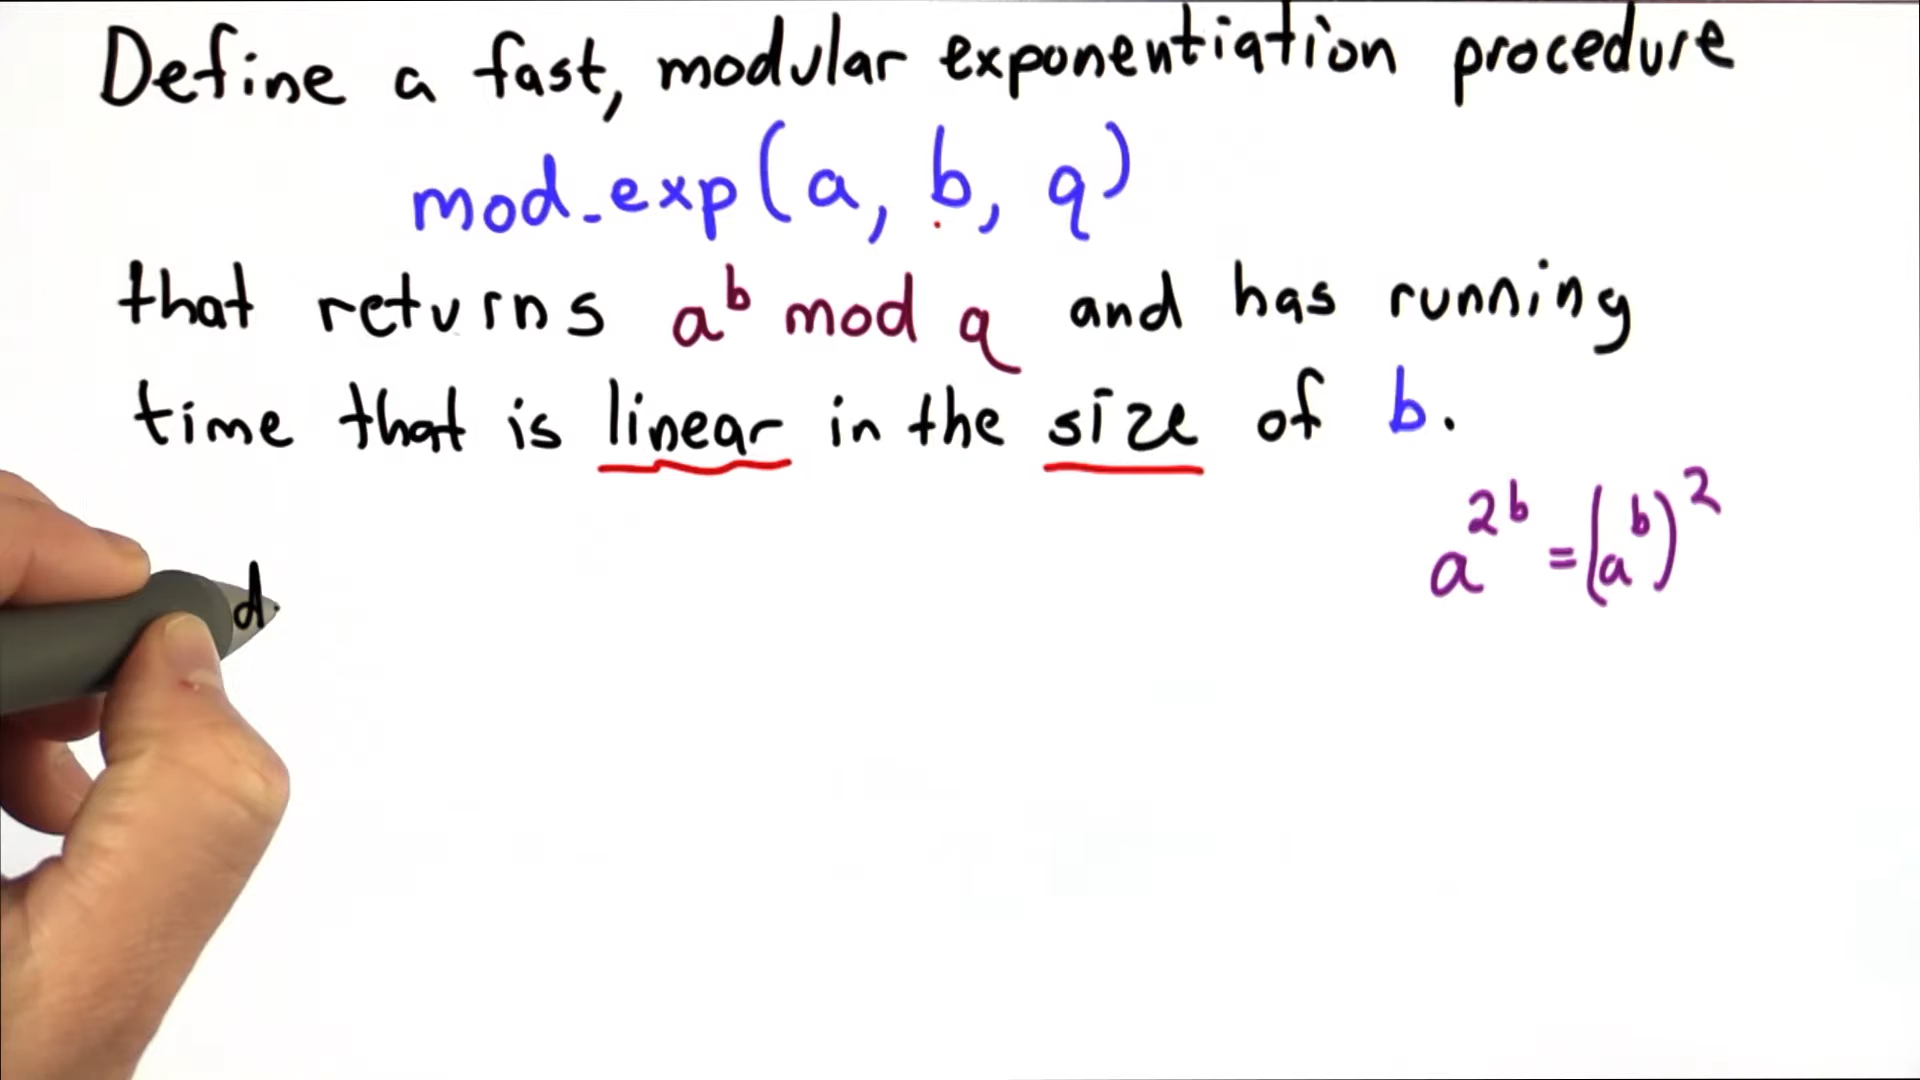 Define a fast, modular exponentiation procedure
mod_exp(a, b, q)
that returns a^b mod q and has running
time that is linear in the size of b.
a^2b = (a^b)^2
d